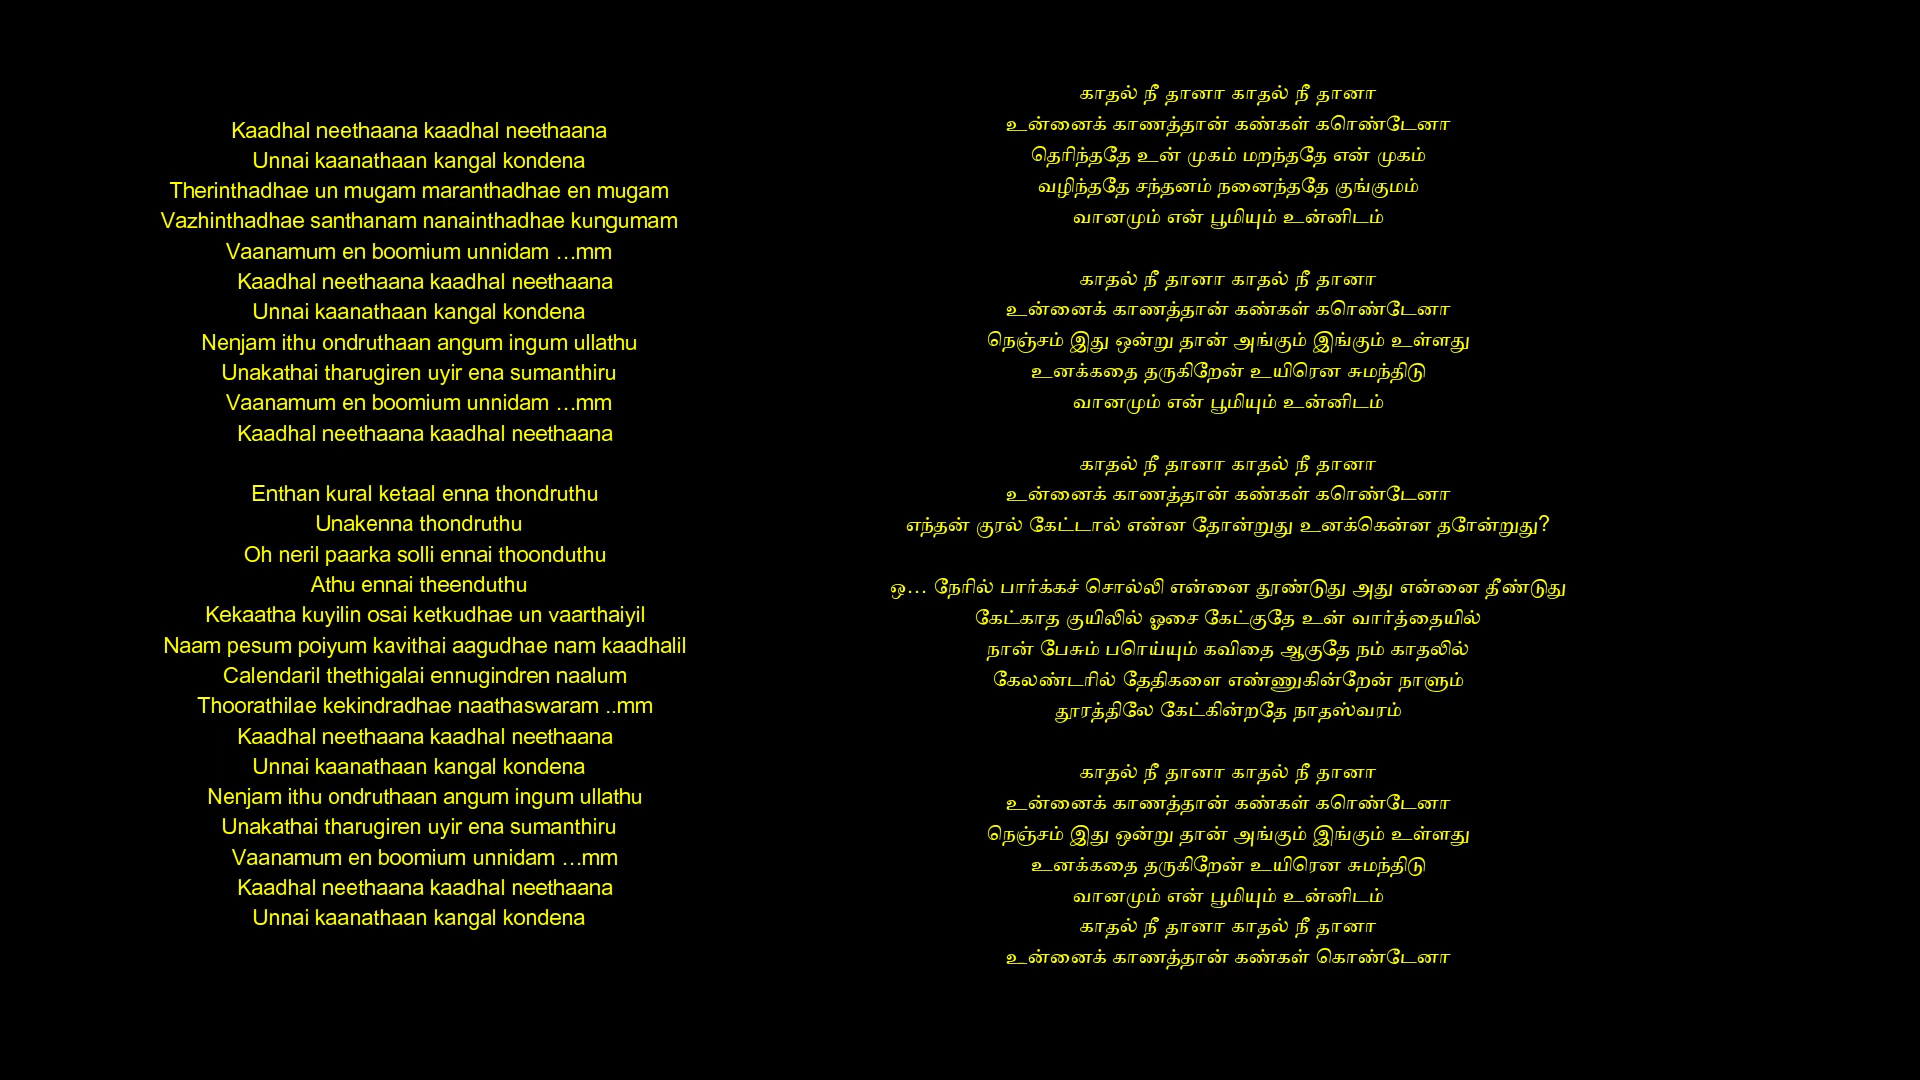 Kaadhal neethaana kaadhal neethaana
Unnai kaanathaan kangal kondena
Therinthadhae un mugam maranthadhae en mugam
Vazhinthadhae santhanam nanainthadhae kungumam
Vaanamum en boomium unnidam …mm
Kaadhal neethaana kaadhal neethaana
Unnai kaanathaan kangal kondena
Nenjam ithu ondruthaan angum ingum ullathu
Unakathai tharugiren uyir ena sumanthiru
Vaanamum en boomium unnidam …mm
Kaadhal neethaana kaadhal neethaana
Enthan kural ketaal enna thondruthu
Unakenna thondruthu
Oh neril paarka solli ennai thoonduthu
Athu ennai theenduthu
Kekaatha kuyilin osai ketkudhae un vaarthaiyil
Naam pesum poiyum kavithai aagudhae nam kaadhalil
Calendaril thethigalai ennugindren naalum
Thoorathilae kekindradhae naathaswaram ..mm
Kaadhal neethaana kaadhal neethaana
Unnai kaanathaan kangal kondena
Nenjam ithu ondruthaan angum ingum ullathu
Unakathai tharugiren uyir ena sumanthiru
Vaanamum en boomium unnidam …mm
Kaadhal neethaana kaadhal neethaana
Unnai kaanathaan kangal kondena
காதல் நீ தானா காதல் நீ தானா
உன்னைக் காணத்தான் கண்கள் கொண்டேனா
தெரிந்ததே உன் முகம் மறந்ததே என் முகம்
வழிந்ததே சந்தனம் நனைந்ததே குங்குமம்
வானமும் என் பூமியும் உன்னிடம்
காதல் நீ தானா காதல் நீ தானா
உன்னைக் காணத்தான் கண்கள் கொண்டேனா
நெஞ்சம் இது ஒன்று தான் அங்கும் இங்கும் உள்ளது
உனக்கதை தருகிறேன் உயிரென சுமந்திடு
வானமும் என் பூமியும் உன்னிடம்
காதல் நீ தானா காதல் நீ தானா
உன்னைக் காணத்தான் கண்கள் கொண்டேனா
எந்தன் குரல் கேட்டால் என்ன தோன்றுது உனக்கென்ன தோன்றுது?
ஒ… நேரில் பார்க்கச் சொல்லி என்னை தூண்டுது அது என்னை தீண்டுது
கேட்காத குயிலில் ஓசை கேட்குதே உன் வார்த்தையில்
நான் பேசும் பொய்யும் கவிதை ஆகுதே நம் காதலில்
கேலண்டரில் தேதிகளை எண்ணுகின்றேன் நாளும்
தூரத்திலே கேட்கின்றதே நாதஸ்வரம்
காதல் நீ தானா காதல் நீ தானா
உன்னைக் காணத்தான் கண்கள் கொண்டேனா
நெஞ்சம் இது ஒன்று தான் அங்கும் இங்கும் உள்ளது
உனக்கதை தருகிறேன் உயிரென சுமந்திடு
வானமும் என் பூமியும் உன்னிடம்
காதல் நீ தானா காதல் நீ தானா
உன்னைக் காணத்தான் கண்கள் கொண்டேனா